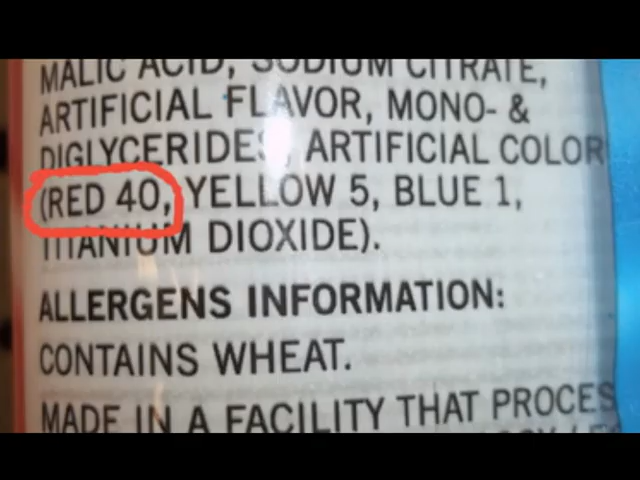 MALIC ACID, SODIUM CITRATE,
ARTIFICIAL FLAVOR, MONO- &
DIGLYCERIDES, ARTIFICIAL COLOR
(RED 40, YELLOW 5, BLUE 1,
TITANIUM DIOXIDE).
ALLERGENS INFORMATION:
CONTAINS WHEAT.
MADE IN A FACILITY THAT PROCES